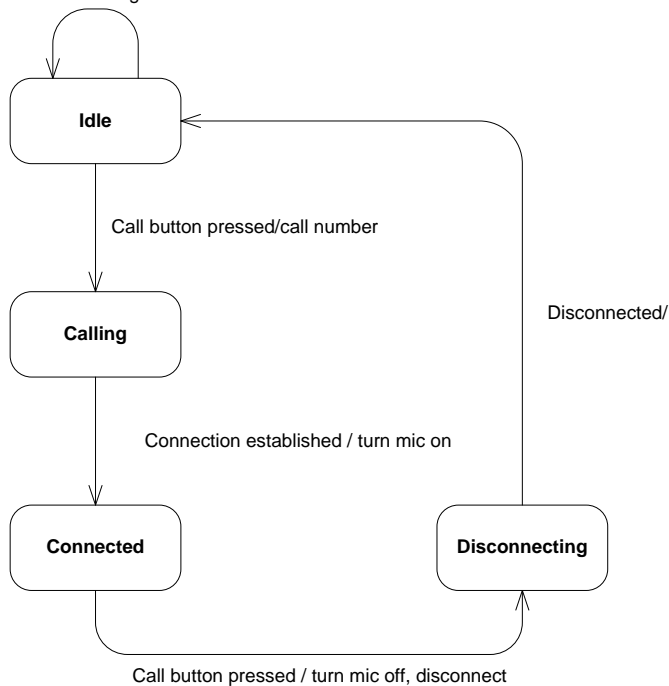 Idle
Call button pressed/call number
Calling
Disconnected/
Connection established / turn mic on
Connected
Disconnecting
Call button pressed / turn mic off, disconnect